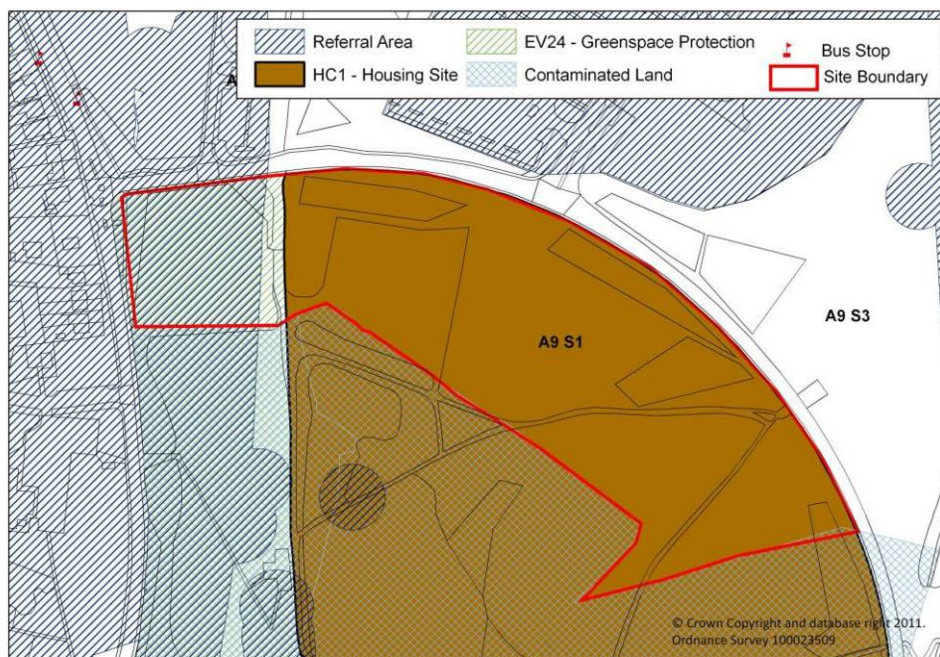 Referral Area
EV24 - Greenspace Protection
Bus Stop
HC1 - Housing Site
Contaminated Land
Site Boundary
A
A9 S3
A9 S1
© Crown Copyright and database right 2011.
Ordnance Survey 100023509